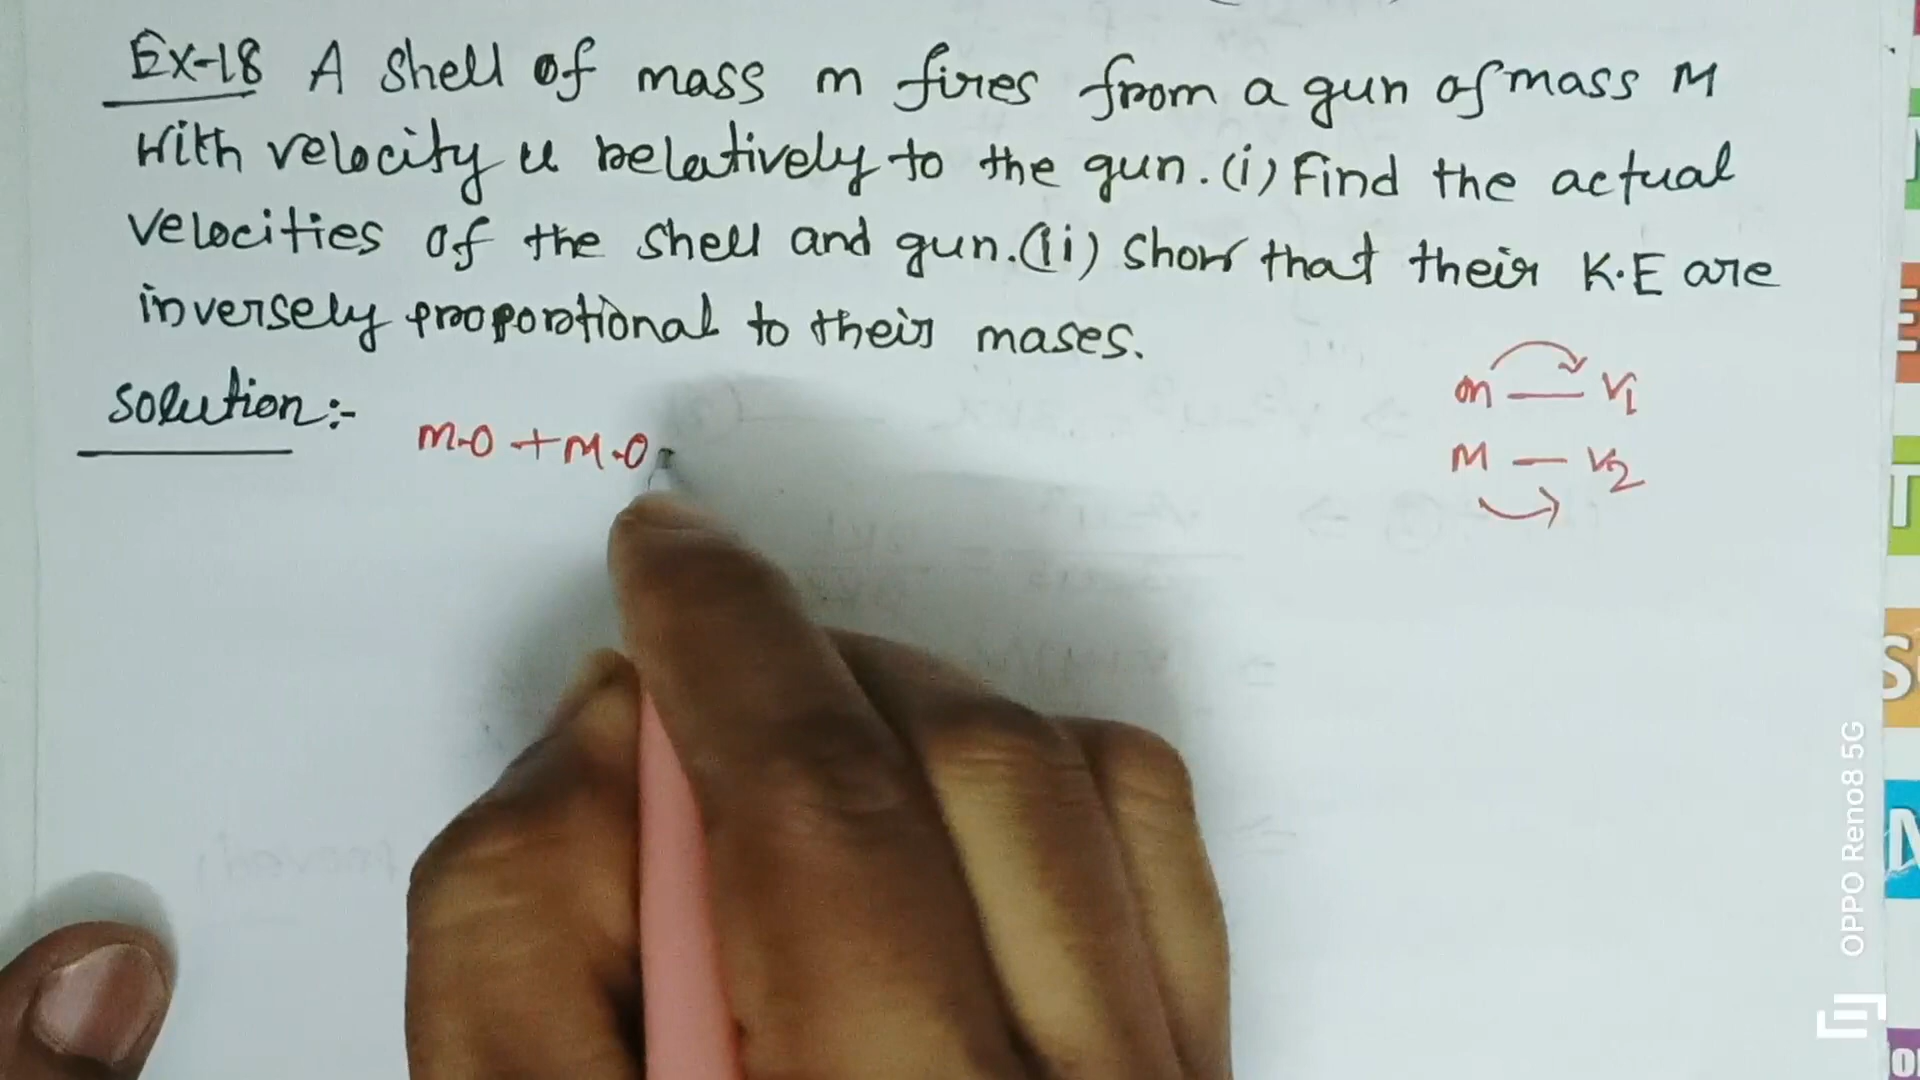 Ex-18 A shell of mass m fires from a gun of mass M
with velocity u relatively to the gun. (i) Find the actual
velocities of the shell and gun. (ii) Show that their K.E are
inversely proportional to their mases.
Solution:-
m.0 + M.0
m — v₁
M — v₂
OPPO Reno8 5G